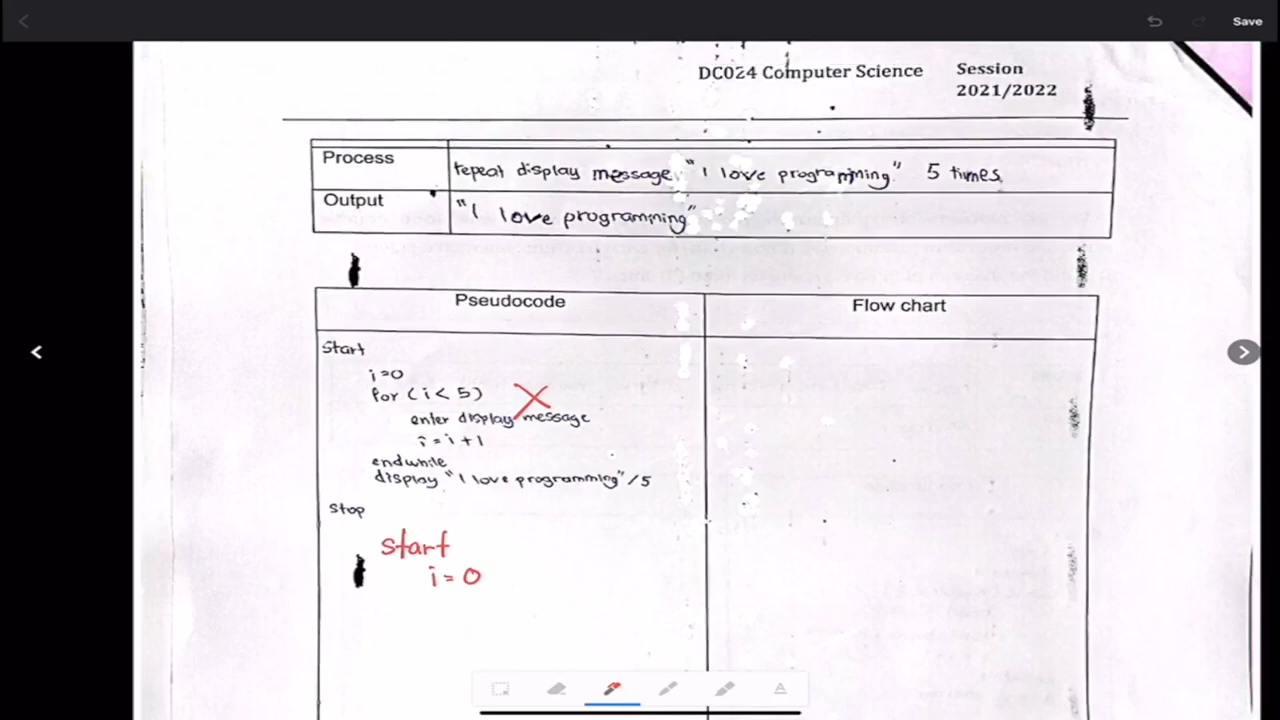 Save
DC024 Computer Science Session
2021/2022
Process repeat display message "I love programming" 5 times
Output "I love programming"
Pseudocode Flow chart
Start
i=0
for (i < 5)
enter display message
i = i + 1
endwhile
display "I love programming" / 5
Stop
Start
i = 0
A